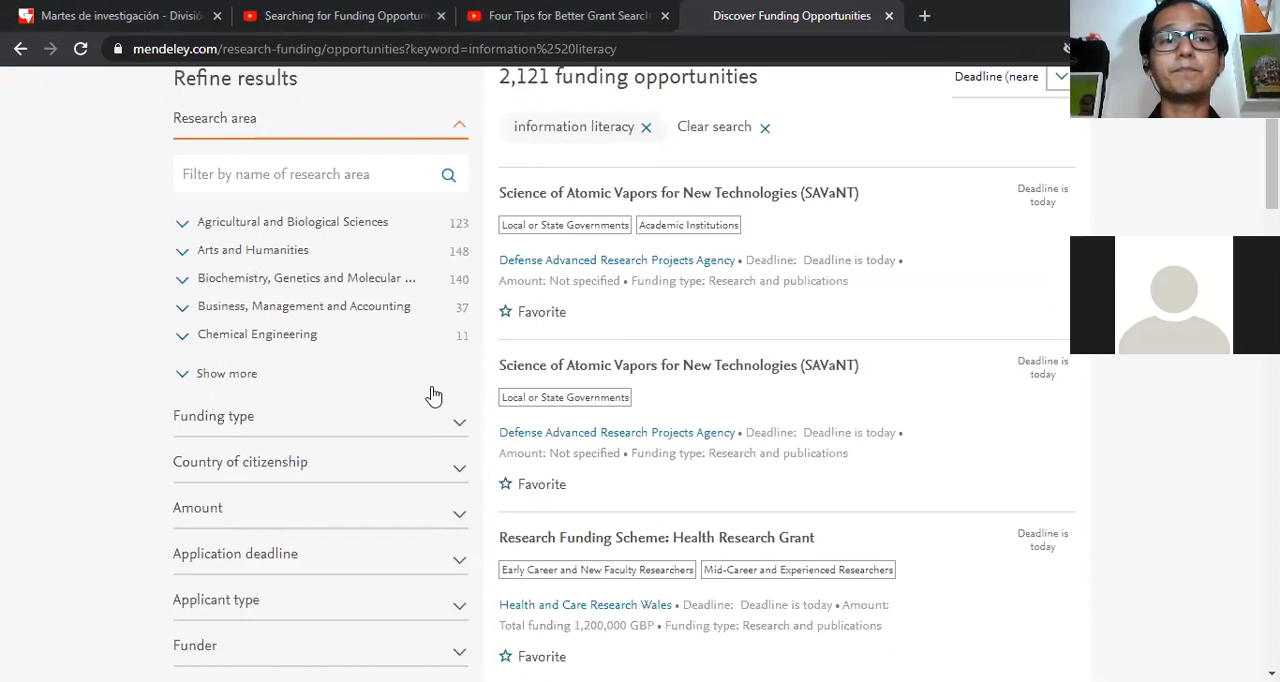 Martes de investigación - Divisió
Searching for Funding Opportun
Four Tips for Better Grant Search
Discover Funding Opportunities
mendeley.com/research-funding/opportunities?keyword=information%2520literacy
Refine results
Research area
Filter by name of research area
Agricultural and Biological Sciences 123
Arts and Humanities 148
Biochemistry, Genetics and Molecular ... 140
Business, Management and Accounting 37
Chemical Engineering 11
Show more
Funding type
Country of citizenship
Amount
Application deadline
Applicant type
Funder
2,121 funding opportunities
Deadline (neare
information literacy
Clear search
Science of Atomic Vapors for New Technologies (SAVaNT)
Deadline is
today
Local or State Governments Academic Institutions
Defense Advanced Research Projects Agency • Deadline: Deadline is today •
Amount: Not specified • Funding type: Research and publications
Favorite
Science of Atomic Vapors for New Technologies (SAVaNT)
Deadline is
today
Local or State Governments
Defense Advanced Research Projects Agency • Deadline: Deadline is today •
Amount: Not specified • Funding type: Research and publications
Favorite
Research Funding Scheme: Health Research Grant
Deadline is
today
Early Career and New Faculty Researchers Mid-Career and Experienced Researchers
Health and Care Research Wales • Deadline: Deadline is today • Amount:
Total funding 1,200,000 GBP • Funding type: Research and publications
Favorite